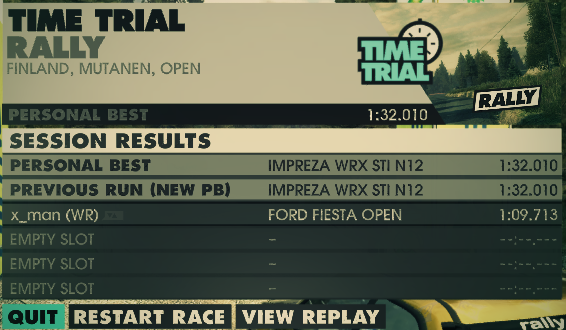 TIME TRIAL
RALLY
FINLAND, MUTANEN, OPEN
TIME
TRIAL
RALLY
PERSONAL BEST 1:32.010
SESSION RESULTS
PERSONAL BEST IMPREZA WRX STI N12 1:32.010
PREVIOUS RUN (NEW PB) IMPREZA WRX STI N12 1:32.010
x_man (WR) FORD FIESTA OPEN 1:09.713
EMPTY SLOT – --:--.---
EMPTY SLOT – --:--.---
EMPTY SLOT – --:--.---
QUIT RESTART RACE VIEW REPLAY
rally